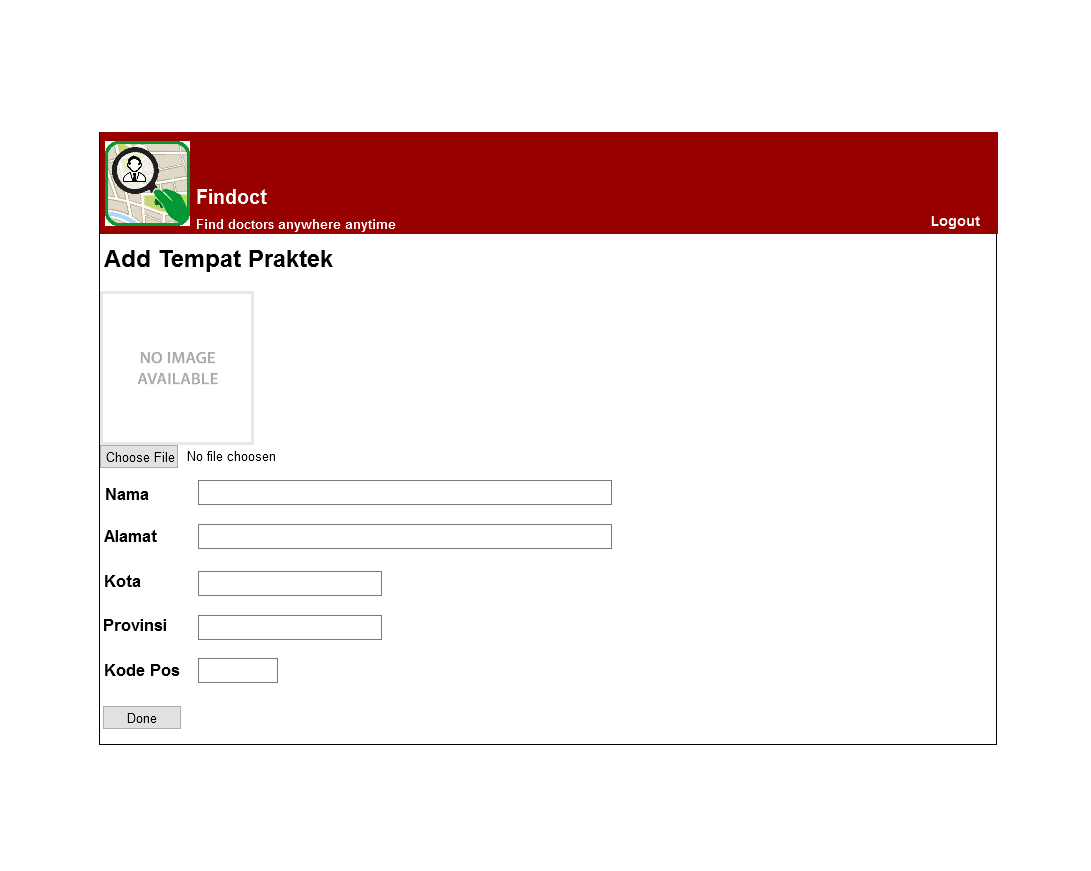 Findoct
Find doctors anywhere anytime
Logout
Add Tempat Praktek
NO IMAGE
AVAILABLE
Choose File No file choosen
Nama
Alamat
Kota
Provinsi
Kode Pos
Done